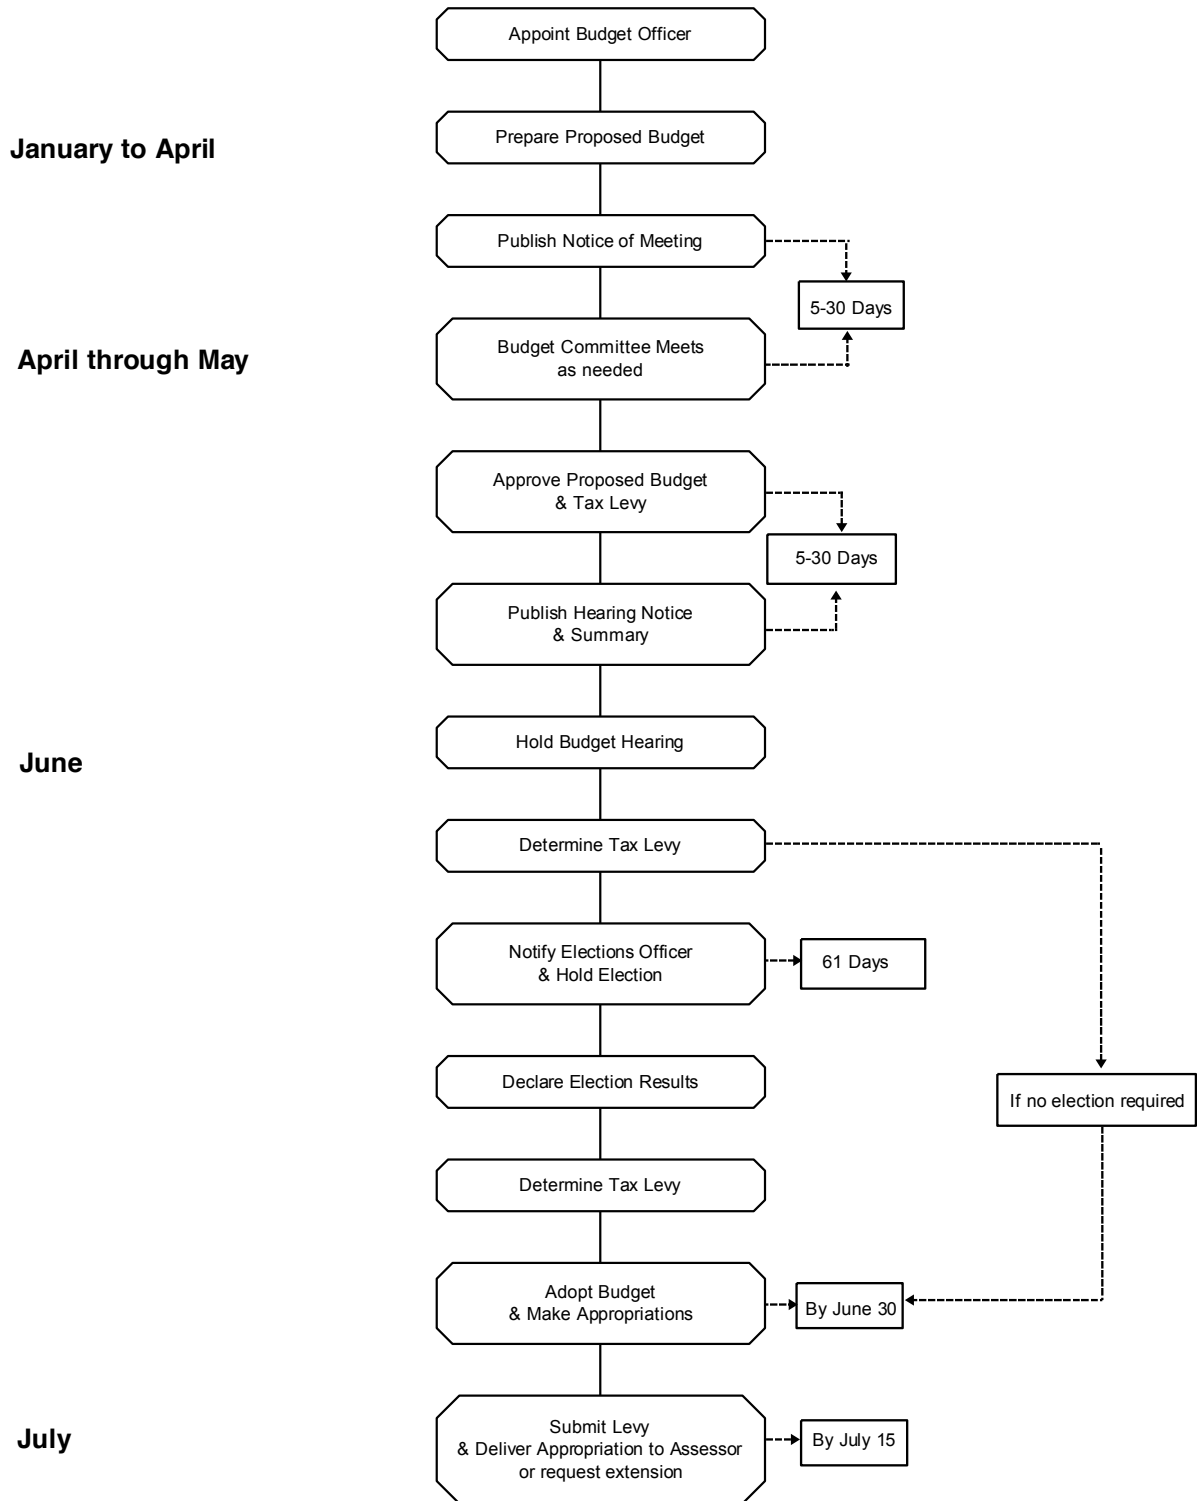 Appoint Budget Officer
January to April
Prepare Proposed Budget
Publish Notice of Meeting
5-30 Days
April through May
Budget Committee Meets
as needed
Approve Proposed Budget
& Tax Levy
5-30 Days
Publish Hearing Notice
& Summary
June
Hold Budget Hearing
Determine Tax Levy
Notify Elections Officer
& Hold Election
61 Days
Declare Election Results
If no election required
Determine Tax Levy
Adopt Budget
& Make Appropriations
By June 30
July
Submit Levy
& Deliver Appropriation to Assessor
or request extension
By July 15